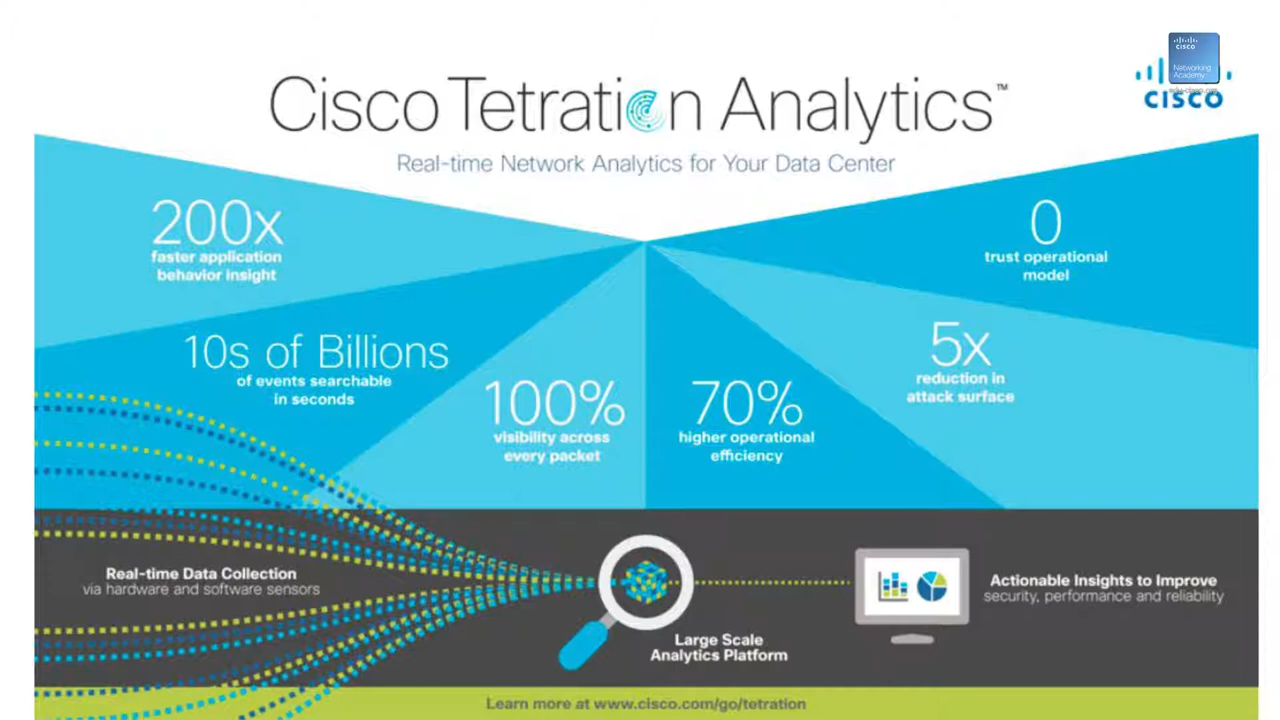 Cisco Tetration Analytics™
Real-time Network Analytics for Your Data Center
CISCO
Networking
Academy
CISCO
200x
faster application
behavior insight
0
trust operational
model
10s of Billions
of events searchable
in seconds
5x
reduction in
attack surface
100%
visibility across
every packet
70%
higher operational
efficiency
Real-time Data Collection
via hardware and software sensors
Large Scale
Analytics Platform
Actionable Insights to Improve
security, performance and reliability
Learn more at www.cisco.com/go/tetration